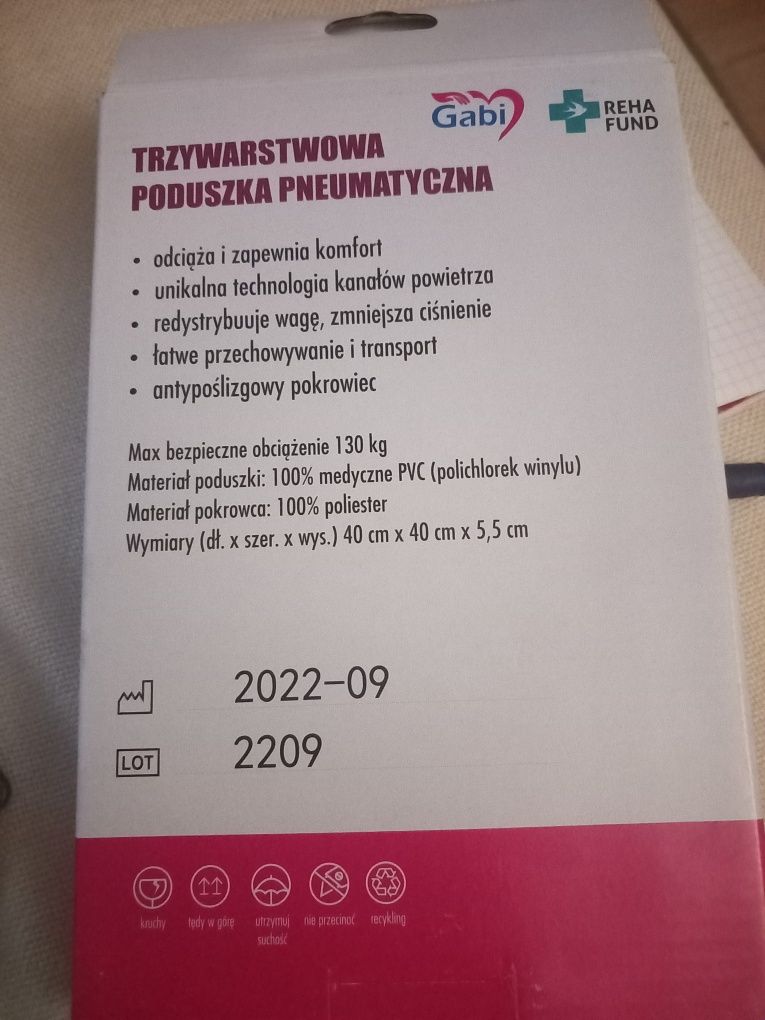 Gabi
REHA
FUND
TRZYWARSTWOWA
PODUSZKA PNEUMATYCZNA
• odciąża i zapewnia komfort
• unikalna technologia kanałów powietrza
• redystrybuuje wagę, zmniejsza ciśnienie
• łatwe przechowywanie i transport
• antypoślizgowy pokrowiec
Max bezpieczne obciążenie 130 kg
Materiał poduszki: 100% medyczne PVC (polichlorek winylu)
Materiał pokrowca: 100% poliester
Wymiary (dł. x szer. x wys.) 40 cm x 40 cm x 5,5 cm
2022-09
LOT 2209
kruchy tędy w górę utrzymuj nie przecinać recykling
suchość